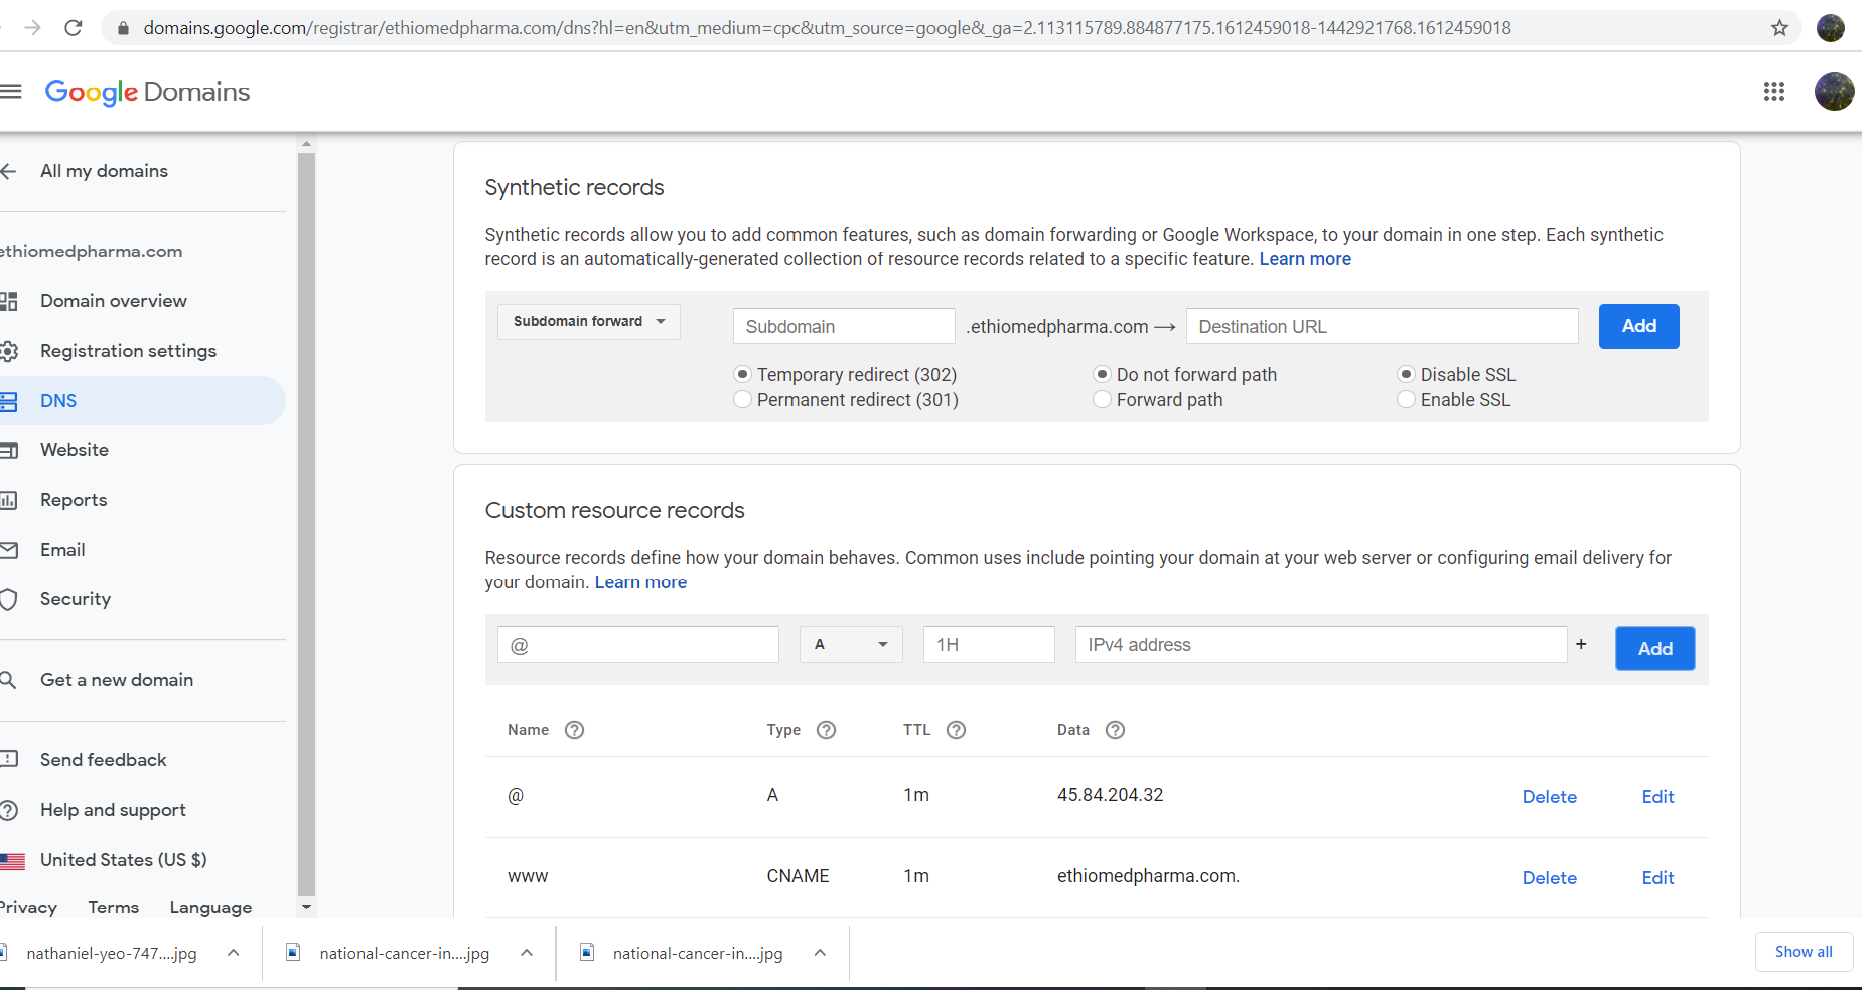 domains.google.com/registrar/ethiomedpharma.com/dns?hl=en&utm_medium=cpc&utm_source=google&_ga=2.113115789.884877175.1612459018-1442921768.1612459018
Google Domains
All my domains
ethiomedpharma.com
Domain overview
Registration settings
DNS
Website
Reports
Email
Security
Get a new domain
Send feedback
Help and support
United States (US $)
Privacy Terms Language
Synthetic records
Synthetic records allow you to add common features, such as domain forwarding or Google Workspace, to your domain in one step. Each synthetic
record is an automatically-generated collection of resource records related to a specific feature. Learn more
Subdomain forward Subdomain .ethiomedpharma.com → Destination URL Add
Temporary redirect (302) Do not forward path Disable SSL
Permanent redirect (301) Forward path Enable SSL
Custom resource records
Resource records define how your domain behaves. Common uses include pointing your domain at your web server or configuring email delivery for
your domain. Learn more
@ A 1H IPv4 address + Add
Name ? Type ? TTL ? Data ?
@ A 1m 45.84.204.32 Delete Edit
www CNAME 1m ethiomedpharma.com. Delete Edit
nathaniel-yeo-747....jpg national-cancer-in....jpg national-cancer-in....jpg Show all